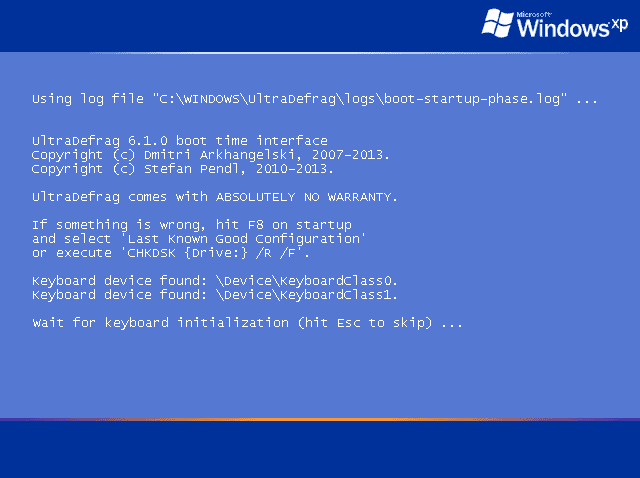 Microsoft
Windows xp
Using log file "C:\WINDOWS\UltraDefrag\logs\boot-startup-phase.log" ...
UltraDefrag 6.1.0 boot time interface
Copyright (c) Dmitri Arkhangelski, 2007-2013.
Copyright (c) Stefan Pendl, 2010-2013.
UltraDefrag comes with ABSOLUTELY NO WARRANTY.
If something is wrong, hit F8 on startup
and select 'Last Known Good Configuration'
or execute 'CHKDSK {Drive:} /R /F'.
Keyboard device found: \Device\KeyboardClass0.
Keyboard device found: \Device\KeyboardClass1.
Wait for keyboard initialization (hit Esc to skip) ...